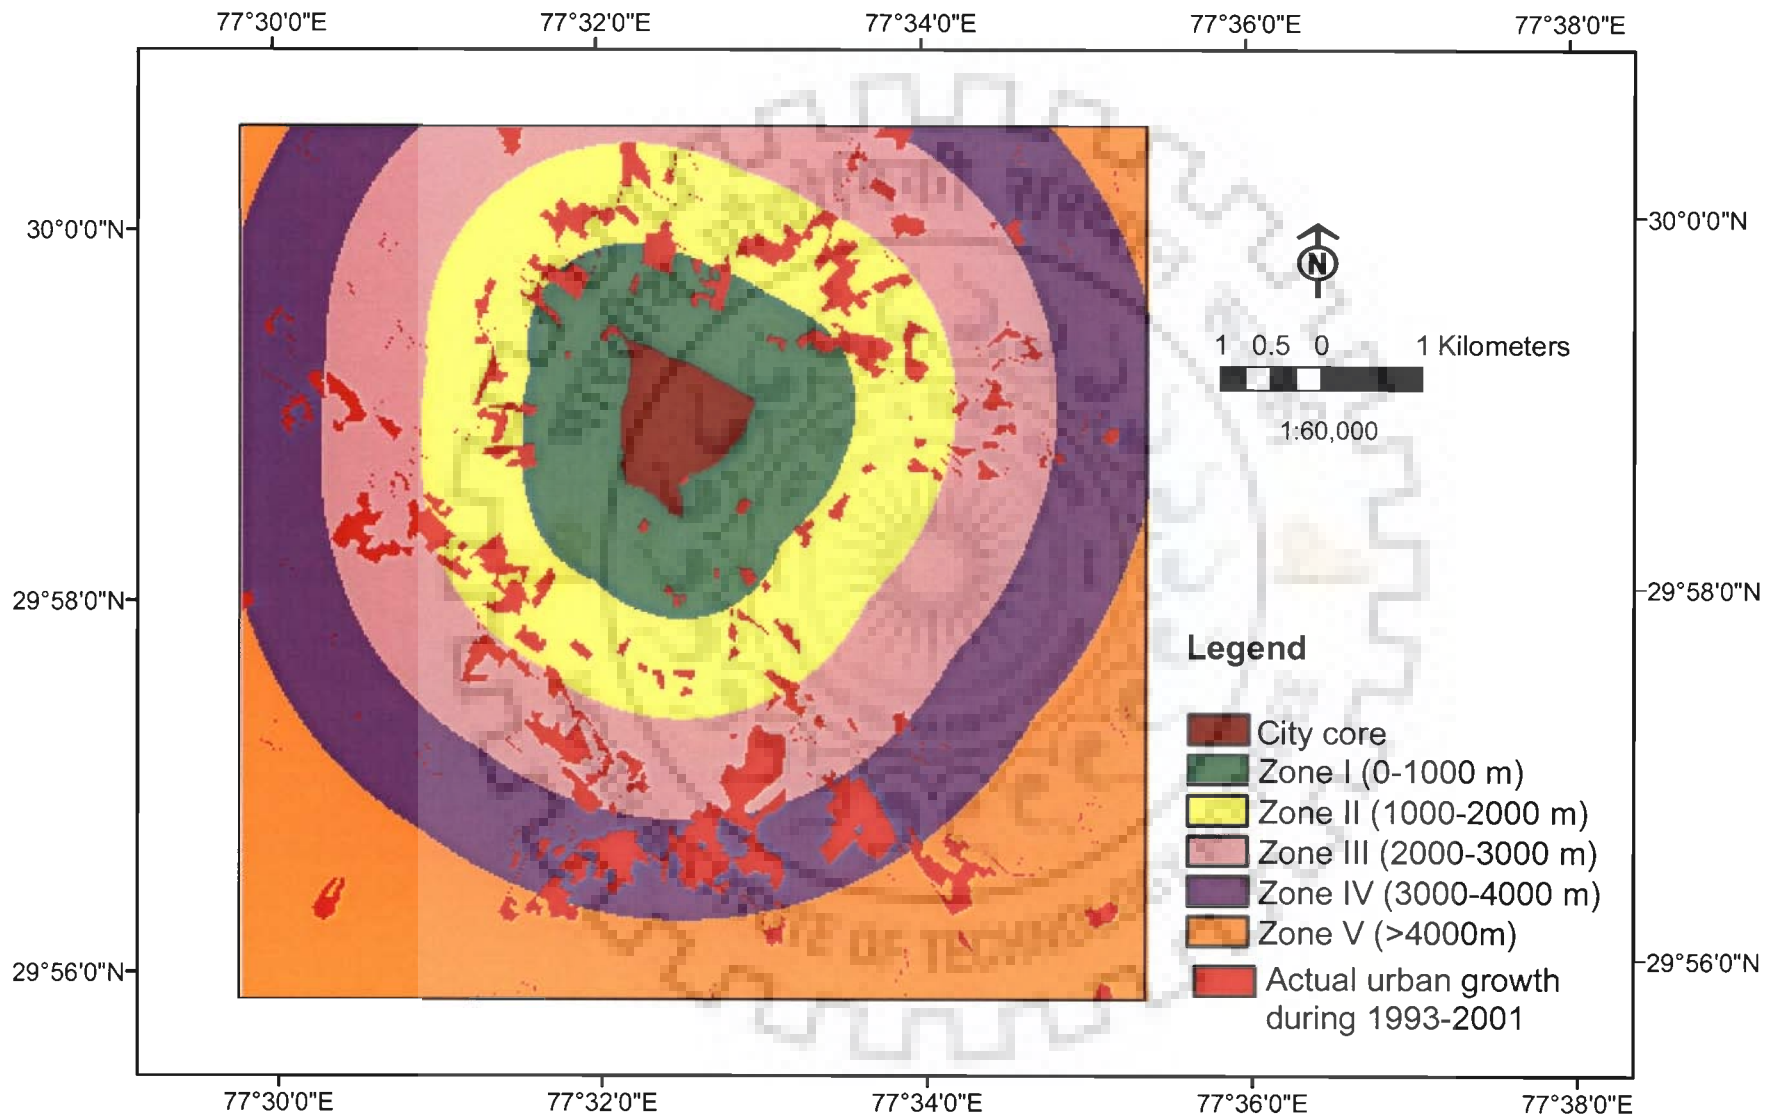 77°30'0"E 77°32'0"E 77°34'0"E 77°36'0"E 77°38'0"E
30°0'0"N 30°0'0"N
N
1 0.5 0 1 Kilometers
1:60,000
29°58'0"N 29°58'0"N
Legend
City core
Zone I (0-1000 m)
Zone II (1000-2000 m)
Zone III (2000-3000 m)
Zone IV (3000-4000 m)
Zone V (>4000m)
Actual urban growth
during 1993-2001
OF TECHNO
29°56'0"N 29°56'0"N
77°30'0"E 77°32'0"E 77°34'0"E 77°36'0"E 77°38'0"E